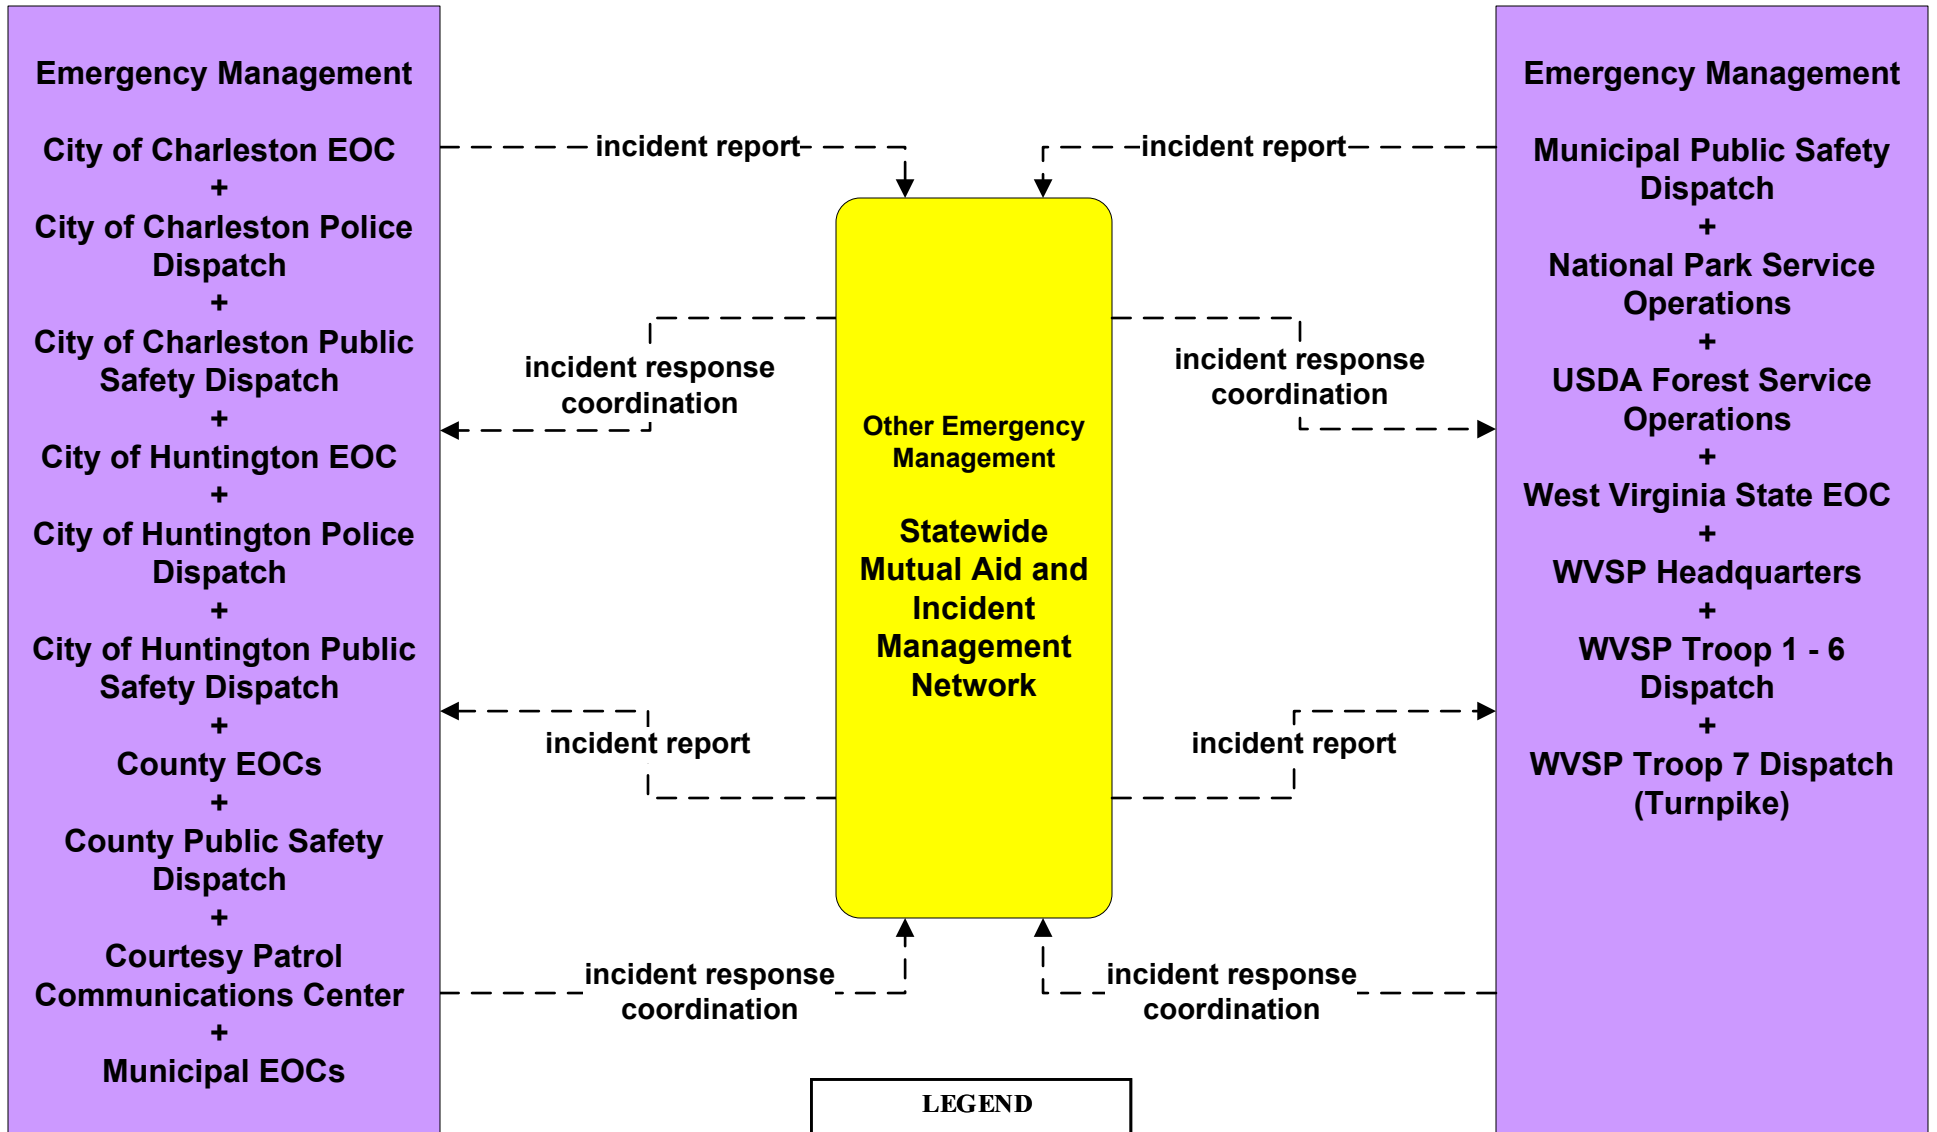 Emergency Management
City of Charleston EOC
+
City of Charleston Police
Dispatch
+
City of Charleston Public
Safety Dispatch
+
City of Huntington EOC
+
City of Huntington Police
Dispatch
+
City of Huntington Public
Safety Dispatch
+
County EOCs
+
County Public Safety
Dispatch
+
Courtesy Patrol
Communications Center
+
Municipal EOCs
incident report
incident response
coordination
incident report
incident response
coordination
Other Emergency
Management
Statewide
Mutual Aid and
Incident
Management
Network
incident report
incident response
coordination
incident report
incident response
coordination
Emergency Management
Municipal Public Safety
Dispatch
+
National Park Service
Operations
+
USDA Forest Service
Operations
+
West Virginia State EOC
+
WVSP Headquarters
+
WVSP Troop 1 - 6
Dispatch
+
WVSP Troop 7 Dispatch
(Turnpike)
LEGEND